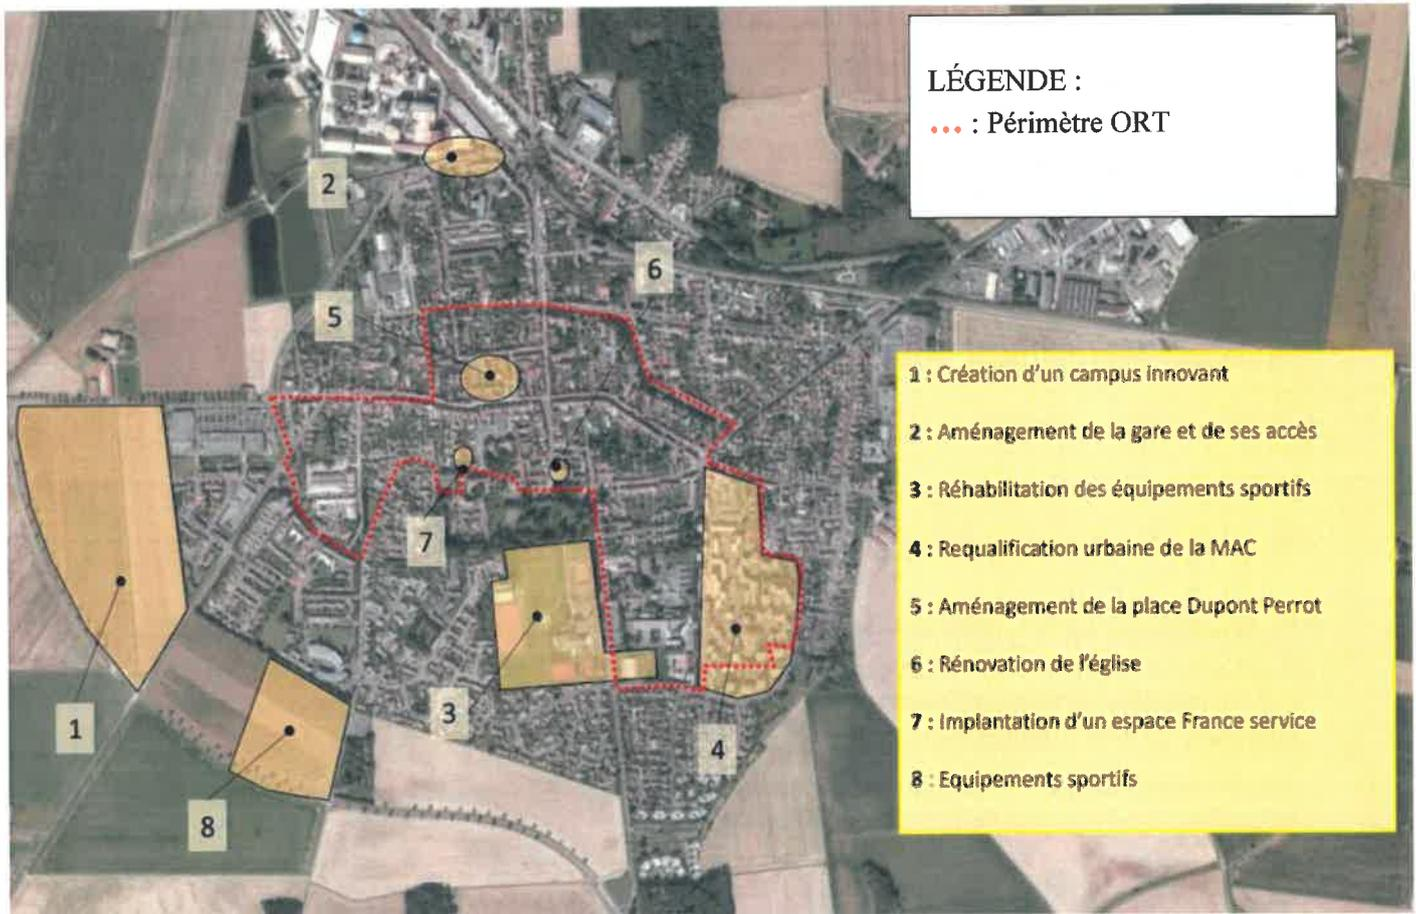 LÉGENDE :
... : Périmètre ORT
2
6
5
1 : Création d'un campus innovant
2 : Aménagement de la gare et de ses accès
3 : Réhabilitation des équipements sportifs
4 : Requalification urbaine de la MAC
5 : Aménagement de la place Dupont Perrot
6 : Rénovation de l'église
7 : Implantation d'un espace France service
8 : Equipements sportifs
7
3
1
4
8